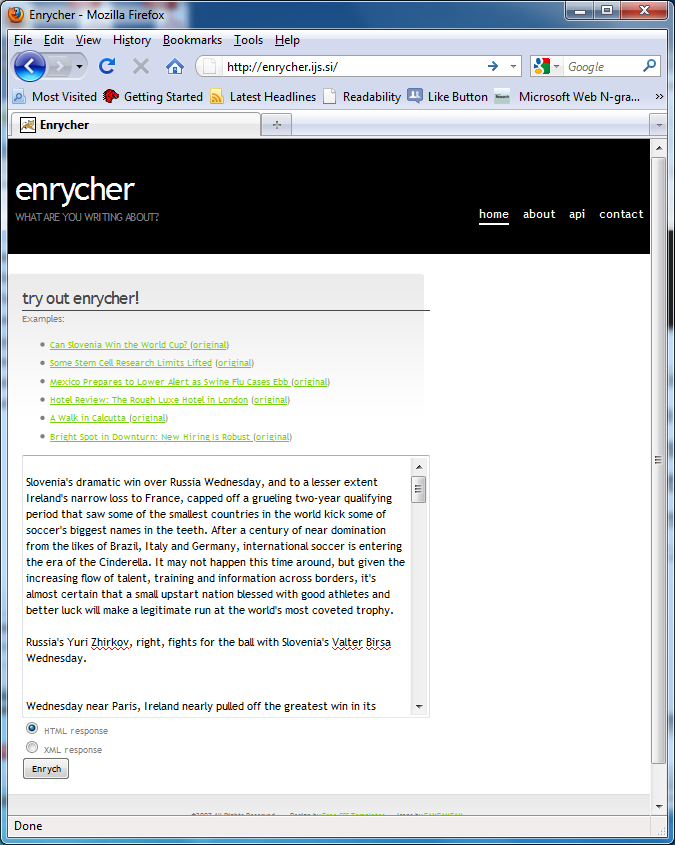 Enrycher - Mozilla Firefox
File Edit View History Bookmarks Tools Help
http://enrycher.ijs.si/
Google
Most Visited Getting Started Latest Headlines Readability Like Button Microsoft Web N-gra... »
Enrycher
enrycher
WHAT ARE YOU WRITING ABOUT?
home about api contact
try out enrycher!
Examples:
Can Slovenia Win the World Cup? (original)
Some Stem Cell Research Limits Lifted (original)
Mexico Prepares to Lower Alert as Swine Flu Cases Ebb (original)
Hotel Review: The Rough Luxe Hotel in London (original)
A Walk in Calcutta (original)
Bright Spot in Downturn: New Hiring Is Robust (original)
Slovenia's dramatic win over Russia Wednesday, and to a lesser extent
Ireland's narrow loss to France, capped off a grueling two-year qualifying
period that saw some of the smallest countries in the world kick some of
soccer's biggest names in the teeth. After a century of near domination
from the likes of Brazil, Italy and Germany, international soccer is entering
the era of the Cinderella. It may not happen this time around, but given the
increasing flow of talent, training and information across borders, it's
almost certain that a small upstart nation blessed with good athletes and
better luck will make a legitimate run at the world's most coveted trophy.
Russia's Yuri Zhirkov, right, fights for the ball with Slovenia's Valter Birsa
Wednesday.
Wednesday near Paris, Ireland nearly pulled off the greatest win in its
HTML response
XML response
Enrych
Done